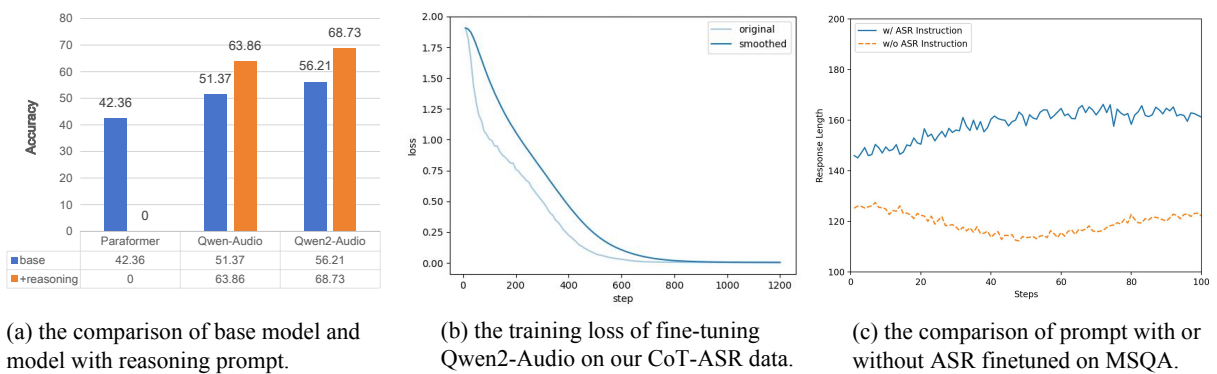 80
70
60
50
40
30
20
10
0
Accuracy
42.36
0
51.37
63.86
56.21
68.73
Paraformer Qwen-Audio Qwen2-Audio
base 42.36 51.37 56.21
+reasoning 0 63.86 68.73
(a) the comparison of base model and
model with reasoning prompt.
2.00
1.75
1.50
1.25
1.00
0.75
0.50
0.25
0.00
loss
original
smoothed
0 200 400 600 800 1000 1200
step
(b) the training loss of fine-tuning
Qwen2-Audio on our CoT-ASR data.
w/ ASR Instruction
w/o ASR Instruction
200
180
160
140
120
100
Response Length
0 20 40 60 80 100
Steps
(c) the comparison of prompt with or
without ASR finetuned on MSQA.